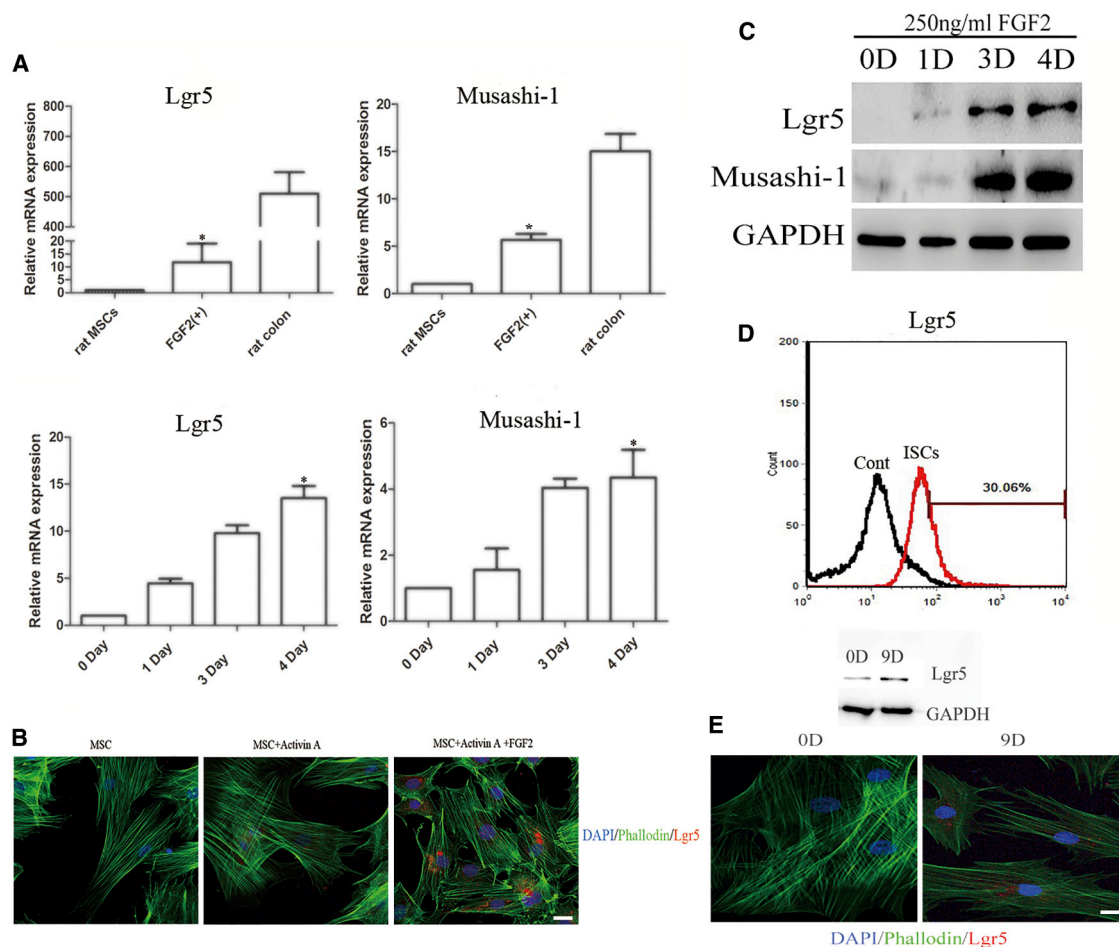 A
Lgr5
Relative mRNA expression
800
700
600
500
400
20
15
10
5
0
rat MSCs
FGF2(+)
rat colon
*
Musashi-1
Relative mRNA expression
20
15
10
5
0
rat MSCs
FGF2(+)
rat colon
*
Lgr5
Relative mRNA expression
20
15
10
5
0
0 Day
1 Day
3 Day
4 Day
*
Musashi-1
Relative mRNA expression
6
4
2
0
0 Day
1 Day
3 Day
4 Day
*
B
MSC
MSC+Activin A
MSC+Activin A +FGF2
DAPI/Phallodin/Lgr5
C
250ng/ml FGF2
0D 1D 3D 4D
Lgr5
Musashi-1
GAPDH
D
Lgr5
Count
200
150
100
50
0
Cont
ISCs
30.06%
10⁰ 10¹ 10² 10³ 10⁴
0D 9D
Lgr5
GAPDH
E
0D 9D
DAPI/Phallodin/Lgr5